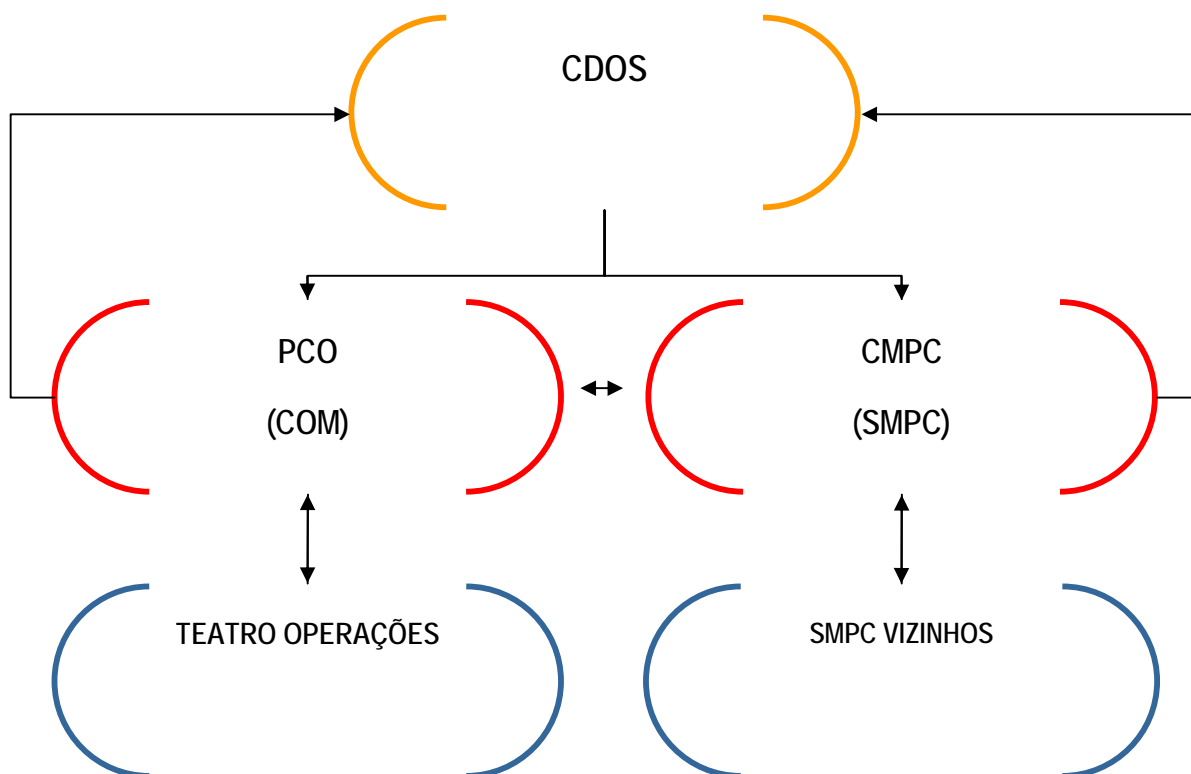 CDOS
PCO
(COM)
CMPC
(SMPC)
TEATRO OPERAÇÕES
SMPC VIZINHOS